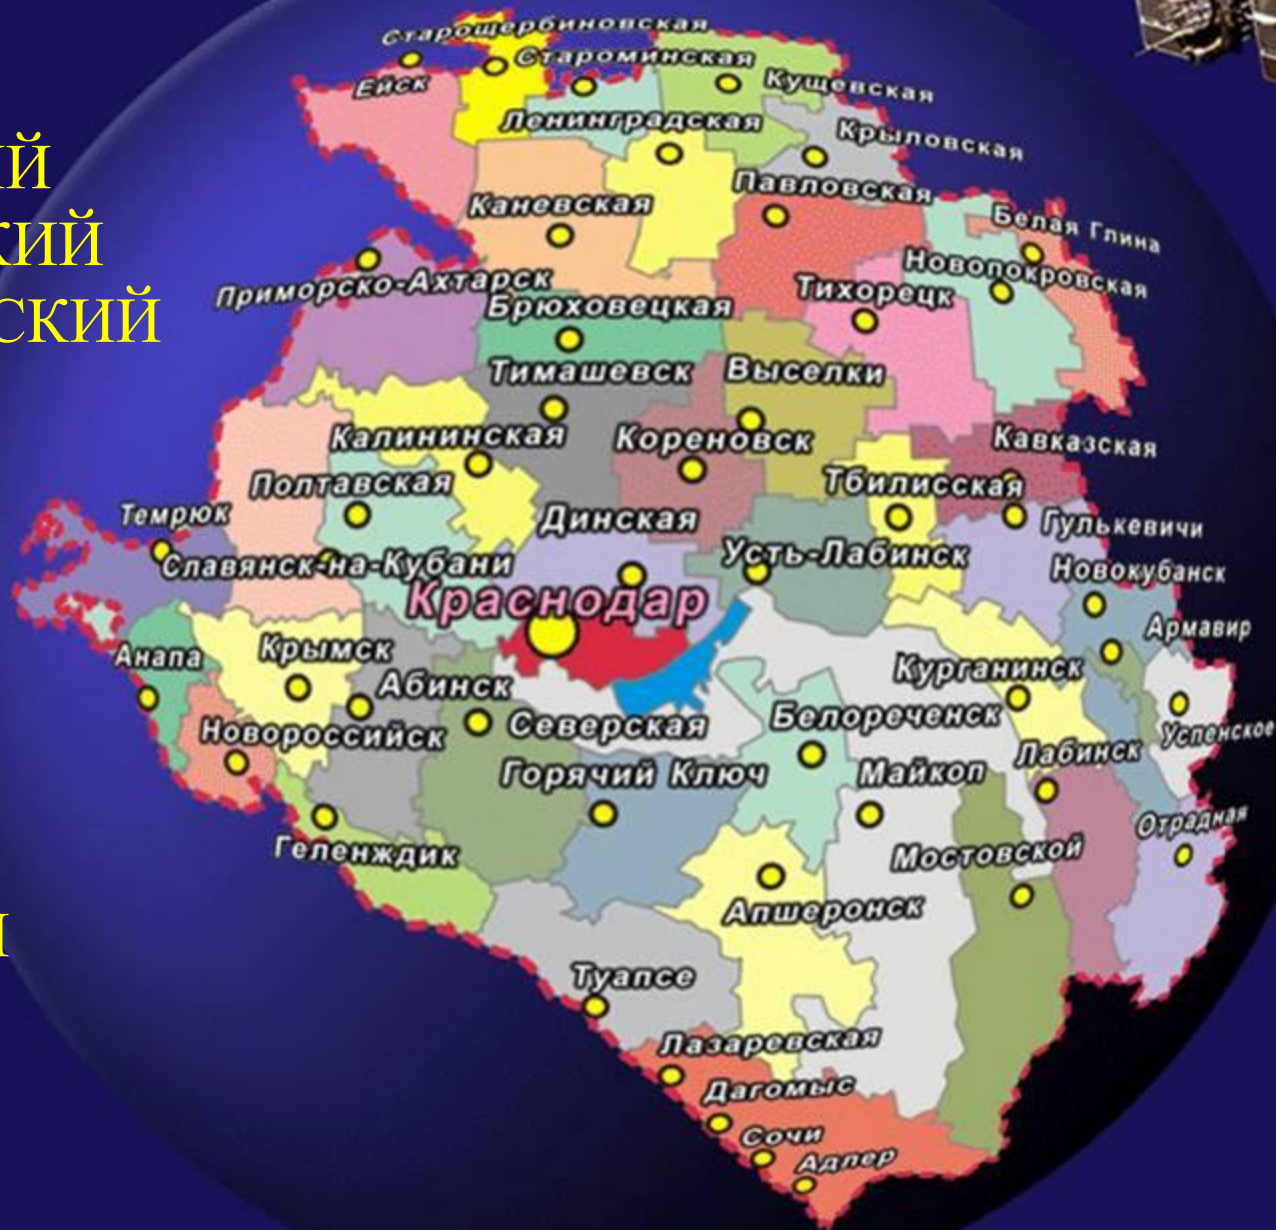 Старощербиновская
Староминская
Ейск
Кущевская
Ленинградская
Крыловская
Павловская
Каневская
Белая Глина
Новопокровская
Приморско-Ахтарск
Тихорецк
Брюховецкая
Тимашевск
Выселки
Калининская
Кореновск
Кавказская
Полтавская
Тбилисская
Темрюк
Динская
Гулькевичи
Славянск-на-Кубани
Усть-Лабинск
Новокубанск
Краснодар
Армавир
Анапа
Крымск
Абинск
Курганинск
Новороссийск
Северская
Белореченск
Успенское
Горячий Ключ
Майкоп
Лабинск
Отрадная
Геленждик
Мостовской
Апшеронск
Туапсе
Лазаревская
Дагомыс
Сочи
Адлер